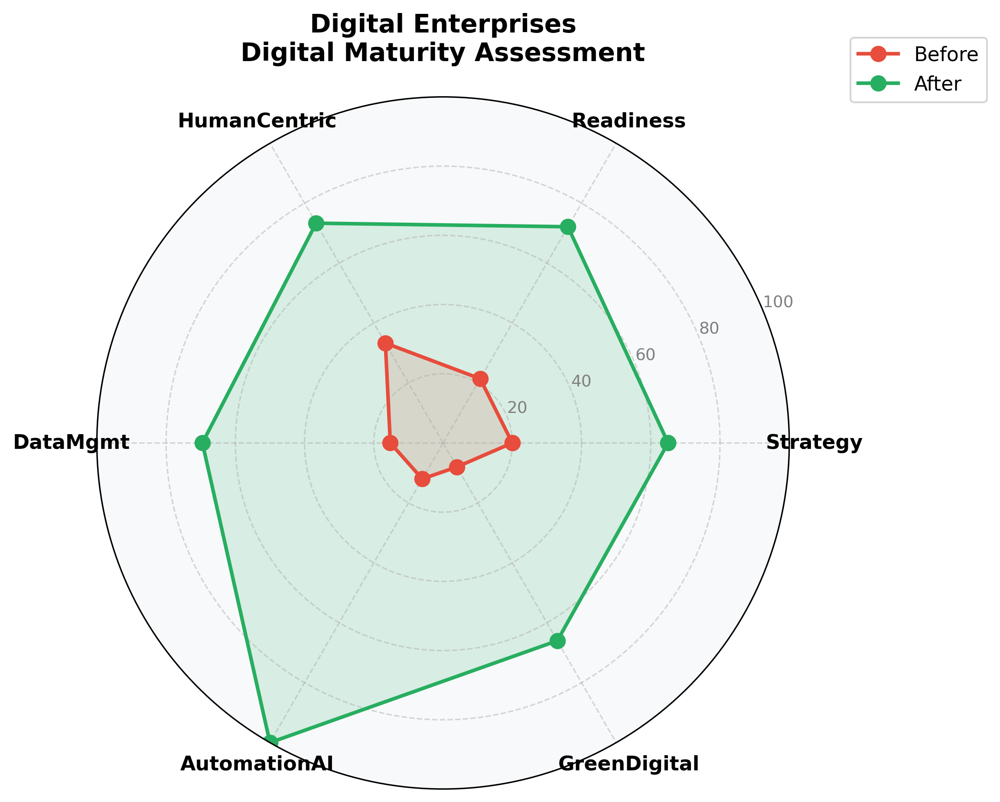 Digital Enterprises
Digital Maturity Assessment
Before
After
HumanCentric
Readiness
100
80
60
40
20
DataMgmt
Strategy
AutomationAI
GreenDigital